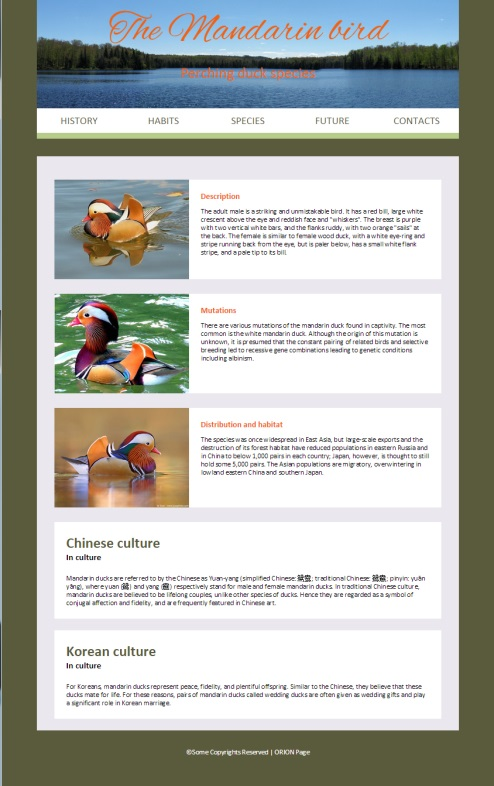 The Mandarin bird
Perching duck species
HISTORY HABITS SPECIES FUTURE CONTACTS
Description
The adult male is a striking and unmistakable bird. It has a red bill, large white
crescent above the eye and reddish face and "whiskers". The breast is purple
with two vertical white bars, and the flanks ruddy, with two orange "sails" at
the back. The female is similar to female wood duck, with a white eye-ring and
stripe running back from the eye, but is paler below, has a small white flank
stripe, and a pale tip to its bill.
Mutations
There are various mutations of the mandarin duck found in captivity. The most
common is the white mandarin duck. Although the origin of this mutation is
unknown, it is presumed that the constant pairing of related birds and selective
breeding led to recessive gene combinations leading to genetic conditions
including albinism.
Distribution and habitat
The species was once widespread in East Asia, but large-scale exports and the
destruction of its forest habitat have reduced populations in eastern Russia and
in China to below 1,000 pairs in each country; Japan, however, is thought to still
hold some 5,000 pairs. The Asian populations are migratory, overwintering in
lowland eastern China and southern Japan.
Chinese culture
In culture
Mandarin ducks are referred to by the Chinese as Yuan-yang (simplified Chinese: ; traditional Chinese: ; pinyin: yuān
yāng), where yuan () and yang () respectively stand for male and female mandarin ducks. In traditional Chinese culture,
mandarin ducks are believed to be lifelong couples, unlike other species of ducks. Hence they are regarded as a symbol of
conjugal affection and fidelity, and are frequently featured in Chinese art.
Korean culture
In culture
For Koreans, mandarin ducks represent peace, fidelity, and plentiful offspring. Similar to the Chinese, they believe that these
ducks mate for life. For these reasons, pairs of mandarin ducks called wedding ducks are often given as wedding gifts and play
a significant role in Korean marriage.
©Some Copyrights Reserved | ORION Page